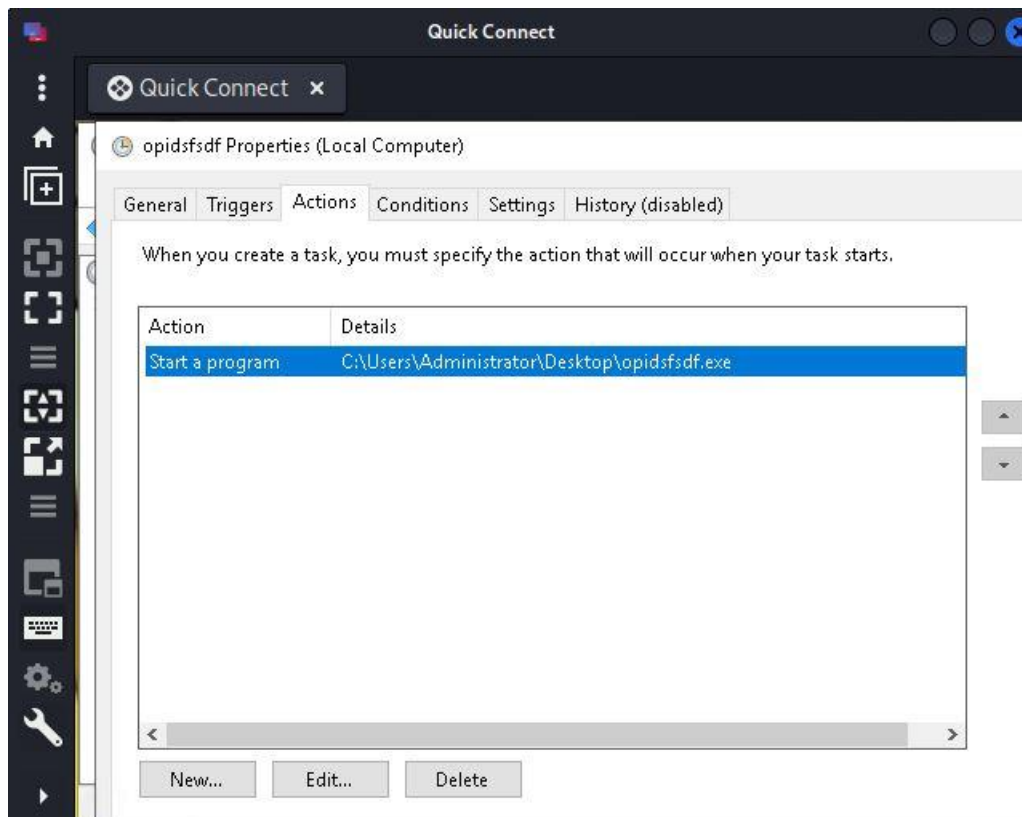 Quick Connect
Quick Connect ×
opidsfsdf Properties (Local Computer)
General Triggers Actions Conditions Settings History (disabled)
When you create a task, you must specify the action that will occur when your task starts.
Action Details
Start a program C:\Users\Administrator\Desktop\opidsfsdf.exe
New... Edit... Delete